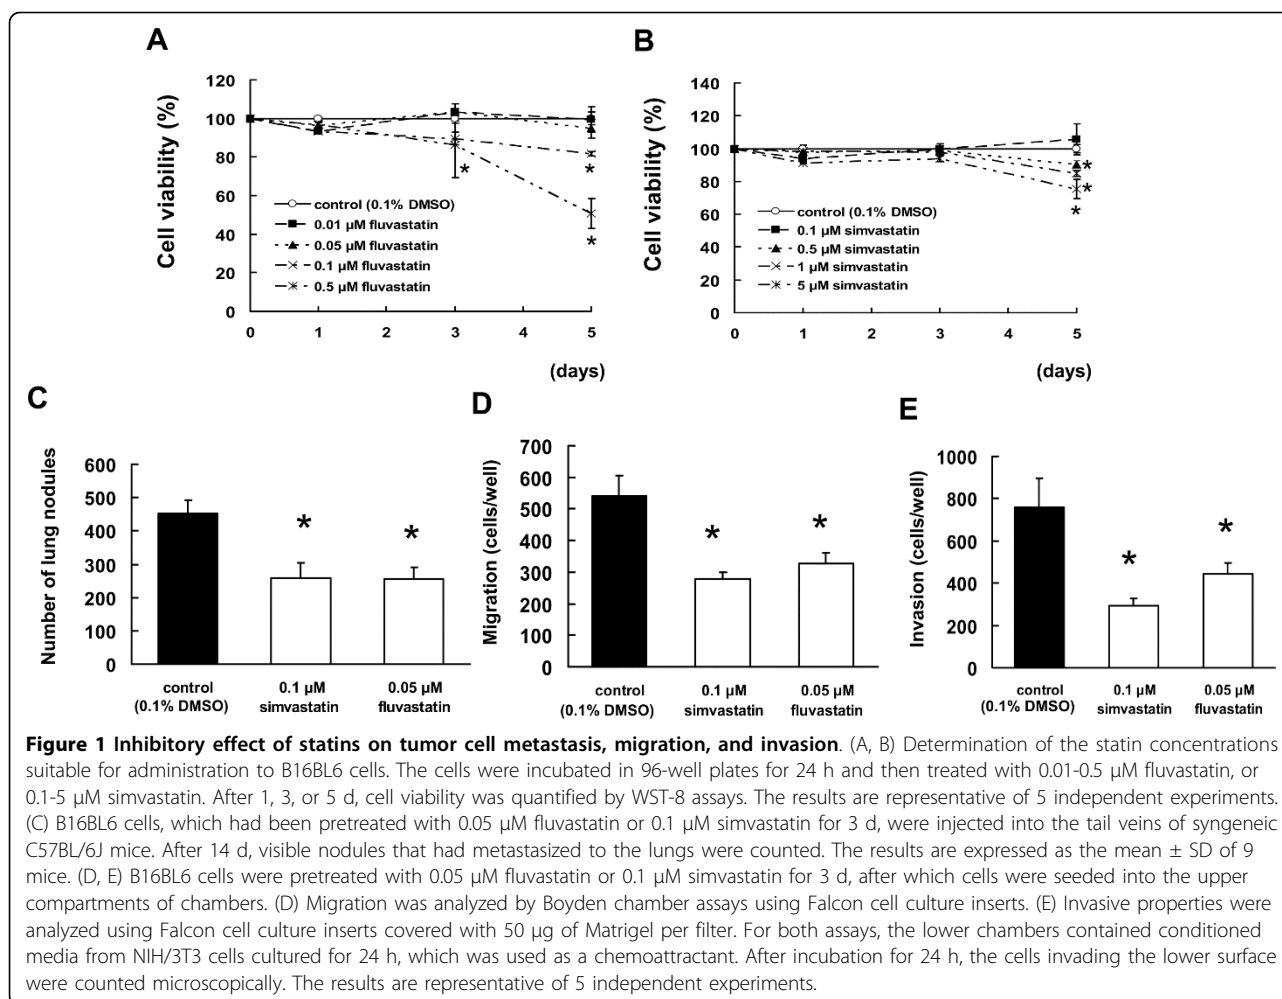 A
B
Cell viability (%)
120
100
80
60
40
20
0
0
1
2
3
4
5
(days)
control (0.1% DMSO)
0.01 µM fluvastatin
0.05 µM fluvastatin
0.1 µM fluvastatin
0.5 µM fluvastatin
*
*
*
Cell viability (%)
140
120
100
80
60
40
20
0
0
1
2
3
4
5
(days)
control (0.1% DMSO)
0.1 µM simvastatin
0.5 µM simvastatin
1 µM simvastatin
5 µM simvastatin
*
*
*
C
Number of lung nodules
600
500
400
300
200
100
0
*
*
control
(0.1% DMSO)
0.1 µM
simvastatin
0.05 µM
fluvastatin
D
Migration (cells/well)
700
600
500
400
300
200
100
0
*
*
control
(0.1% DMSO)
0.1 µM
simvastatin
0.05 µM
fluvastatin
E
Invasion (cells/well)
1000
800
600
400
200
0
*
*
control
(0.1% DMSO)
0.1 µM
simvastatin
0.05 µM
fluvastatin
Figure 1 Inhibitory effect of statins on tumor cell metastasis, migration, and invasion. (A, B) Determination of the statin concentrations
suitable for administration to B16BL6 cells. The cells were incubated in 96-well plates for 24 h and then treated with 0.01-0.5 µM fluvastatin, or
0.1-5 µM simvastatin. After 1, 3, or 5 d, cell viability was quantified by WST-8 assays. The results are representative of 5 independent experiments.
(C) B16BL6 cells, which had been pretreated with 0.05 µM fluvastatin or 0.1 µM simvastatin for 3 d, were injected into the tail veins of syngeneic
C57BL/6J mice. After 14 d, visible nodules that had metastasized to the lungs were counted. The results are expressed as the mean ± SD of 9
mice. (D, E) B16BL6 cells were pretreated with 0.05 µM fluvastatin or 0.1 µM simvastatin for 3 d, after which cells were seeded into the upper
compartments of chambers. (D) Migration was analyzed by Boyden chamber assays using Falcon cell culture inserts. (E) Invasive properties were
analyzed using Falcon cell culture inserts covered with 50 µg of Matrigel per filter. For both assays, the lower chambers contained conditioned
media from NIH/3T3 cells cultured for 24 h, which was used as a chemoattractant. After incubation for 24 h, the cells invading the lower surface
were counted microscopically. The results are representative of 5 independent experiments.